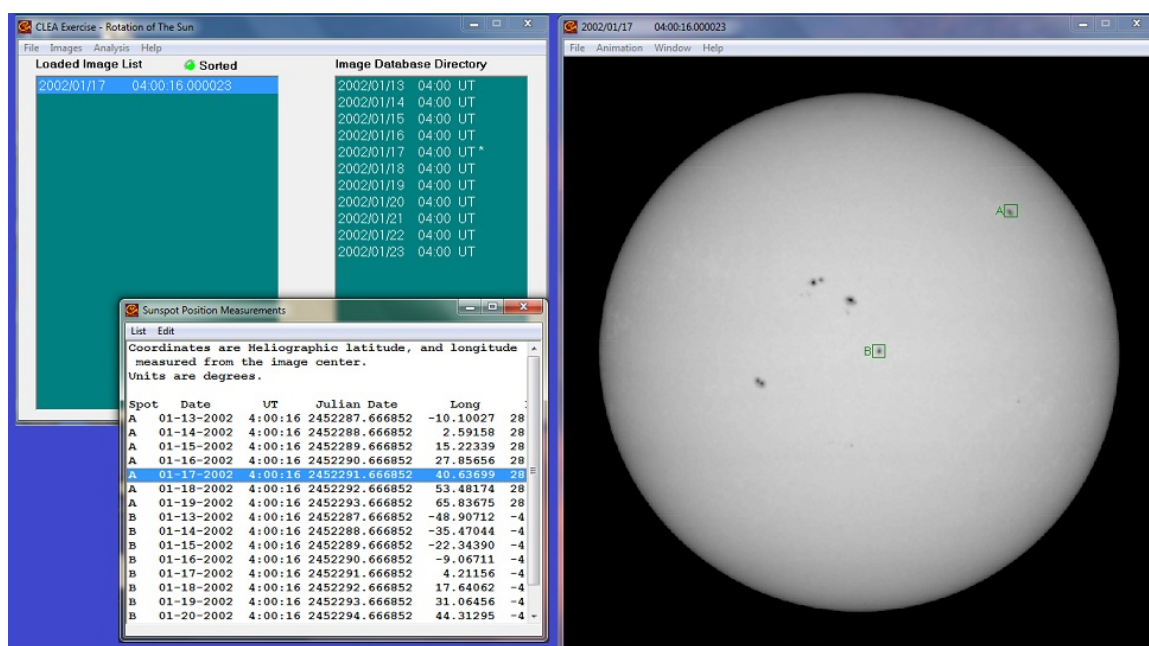 CLEA Exercise - Rotation of The Sun
File Images Analysis Help
Loaded Image List Sorted
2002/01/17 04:00:16.000023
Image Database Directory
2002/01/13 04:00 UT
2002/01/14 04:00 UT
2002/01/15 04:00 UT
2002/01/16 04:00 UT
2002/01/17 04:00 UT *
2002/01/18 04:00 UT
2002/01/19 04:00 UT
2002/01/20 04:00 UT
2002/01/21 04:00 UT
2002/01/22 04:00 UT
2002/01/23 04:00 UT
Sunspot Position Measurements
List Edit
Coordinates are Heliographic latitude, and longitude
measured from the image center.
Units are degrees.
Spot Date UT Julian Date Long
A 01-13-2002 4:00:16 2452287.666852 -10.10027 28
A 01-14-2002 4:00:16 2452288.666852 2.59158 28
A 01-15-2002 4:00:16 2452289.666852 15.22339 28
A 01-16-2002 4:00:16 2452290.666852 27.85656 28
A 01-17-2002 4:00:16 2452291.666852 40.63699 28
A 01-18-2002 4:00:16 2452292.666852 53.48174 28
A 01-19-2002 4:00:16 2452293.666852 65.83675 28
B 01-13-2002 4:00:16 2452287.666852 -48.90712 -4
B 01-14-2002 4:00:16 2452288.666852 -35.47044 -4
B 01-15-2002 4:00:16 2452289.666852 -22.34390 -4
B 01-16-2002 4:00:16 2452290.666852 -9.06711 -4
B 01-17-2002 4:00:16 2452291.666852 4.21156 -4
B 01-18-2002 4:00:16 2452292.666852 17.64062 -4
B 01-19-2002 4:00:16 2452293.666852 31.06456 -4
B 01-20-2002 4:00:16 2452294.666852 44.31295 -4
2002/01/17 04:00:16.000023
File Animation Window Help
A
B